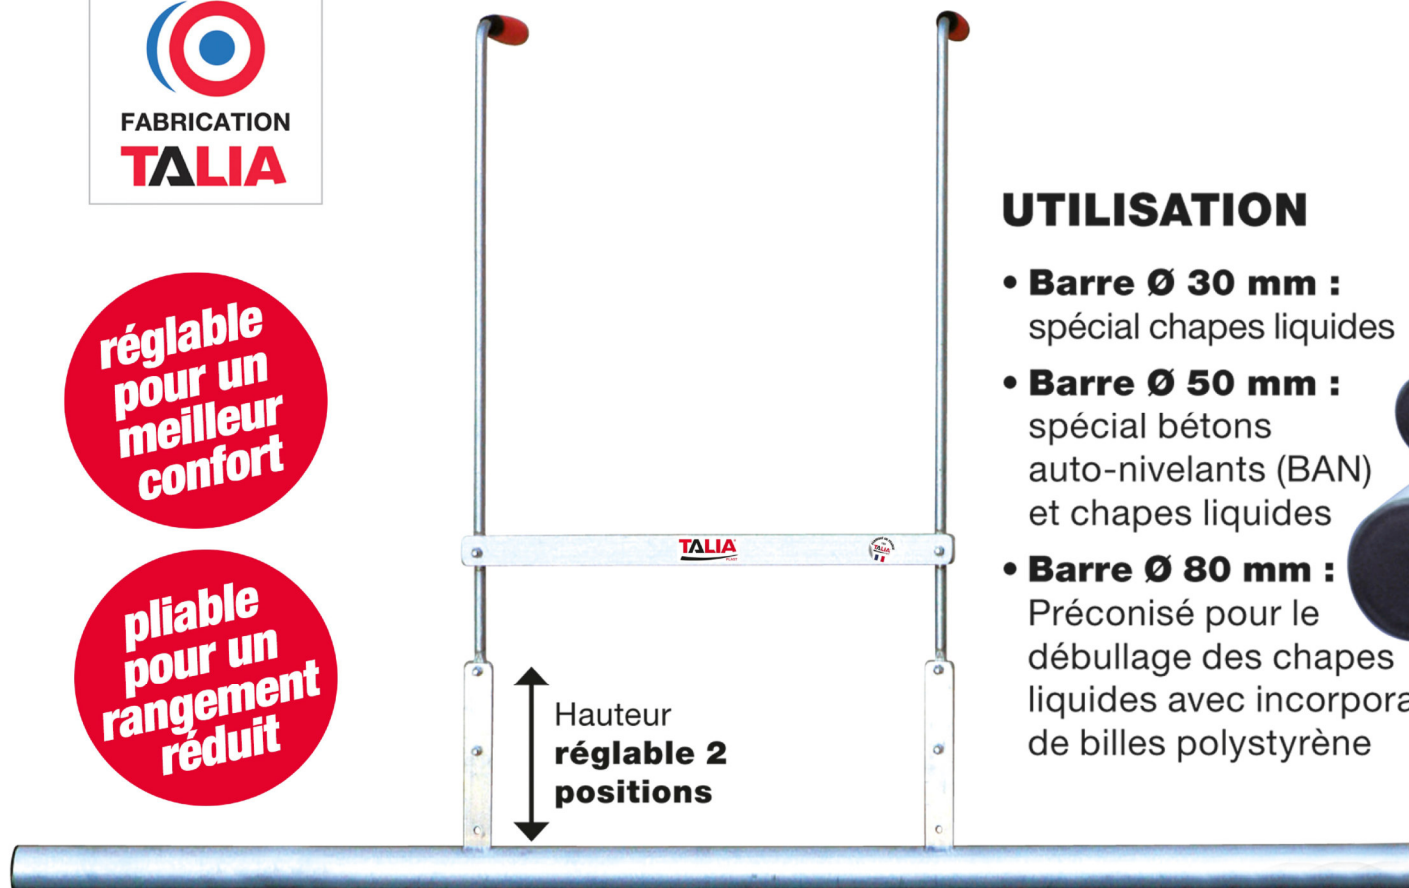 FABRICATION
TALIA
réglable
pour un
meilleur
confort
pliable
pour un
rangement
réduit
TALIA
TALIA
Hauteur
réglable 2
positions
UTILISATION
• Barre Ø 30 mm :
spécial chapes liquides
• Barre Ø 50 mm :
spécial bétons
auto-nivelants (BAN)
et chapes liquides
• Barre Ø 80 mm :
Préconisé pour le
débullage des chapes
liquides avec incorpora
de billes polystyrène